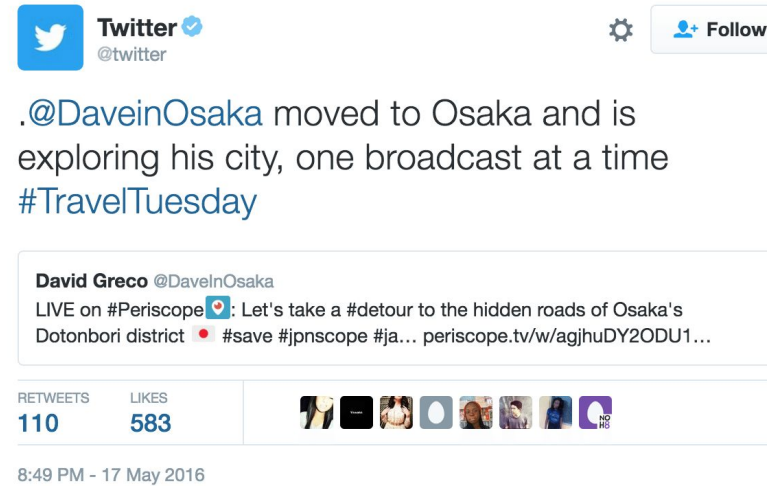 Twitter
@twitter
Follow
.@DaveinOsaka moved to Osaka and is
exploring his city, one broadcast at a time
#TravelTuesday
David Greco @DaveInOsaka
LIVE on #Periscope: Let's take a #detour to the hidden roads of Osaka's
Dotonbori district #save #jpnscope #ja... periscope.tv/w/agjhuDY2ODU1...
RETWEETS LIKES
110 583
NO
H8
8:49 PM - 17 May 2016